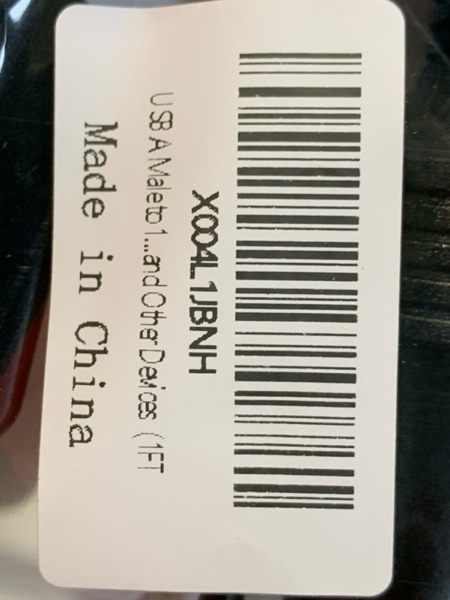 X004L1JBNH
USB A Male to 1...and Other Devices (1FT
Made in China